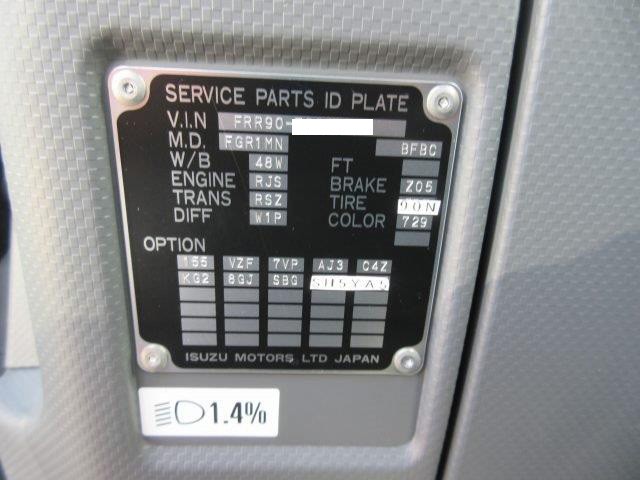 SERVICE PARTS ID PLATE
V.I.N FRR90-
M.D. FGR1MN BFBC
W/B 48W FT
ENGINE RJS BRAKE Z05
TRANS RSZ TIRE 90N
DIFF W1P COLOR 729
OPTION
155 VZF 7VP AJ3 C4Z
KG2 8GJ SBG SH5YA5
ISUZU MOTORS LTD JAPAN
1.4%